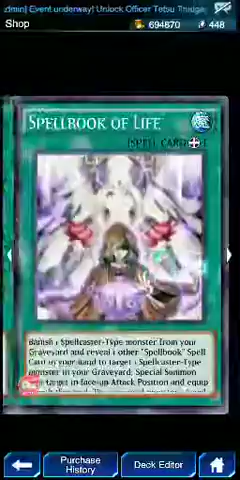 dmin] Event underway! Unlock Officer Tetsu Trudge
Shop 694870 448
SPELLBOOK OF LIFE
[SPELL CARD
Banish 1 Spellcaster-Type monster from your
Graveyard and reveal 1 other "Spellbook" Spell
Card in your hand to target 1 Spellcaster-Type
monster in your Graveyard; Special Summon
target in face-up Attack Position and equip
Purchase
History
Deck Editor